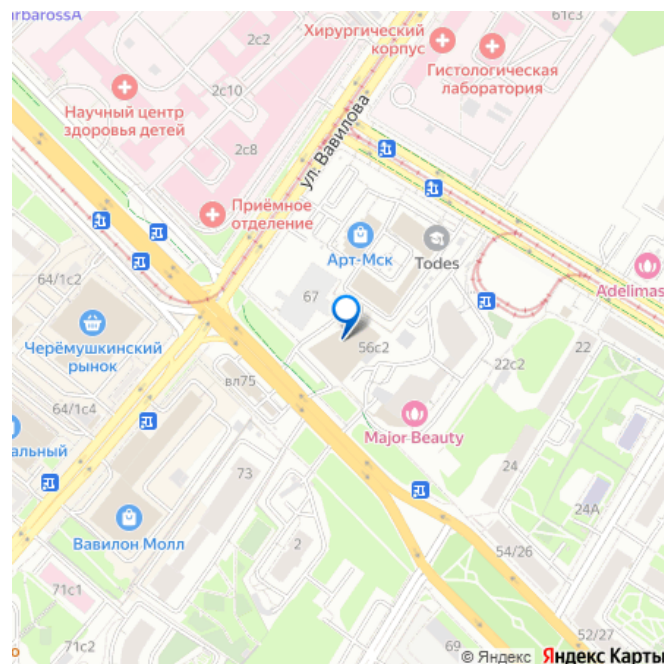 arbarossA
2с2
Хирургический
корпус
61с3
Гистологическая
лаборатория
2с10
Научный центр
здоровья детей
2с8
ул. Вавилова
Приёмное
отделение
Арт-Мск
Todes
Adelimas
64/1с2
67
Черёмушкинский
рынок
56с2
22с2
22
вл75
64/1с4
Major Beauty
альный
73
24
24А
Вавилон Молл
2
54/26
71с1
71с2
69
52/27
о
© Яндекс Яндекс Карты